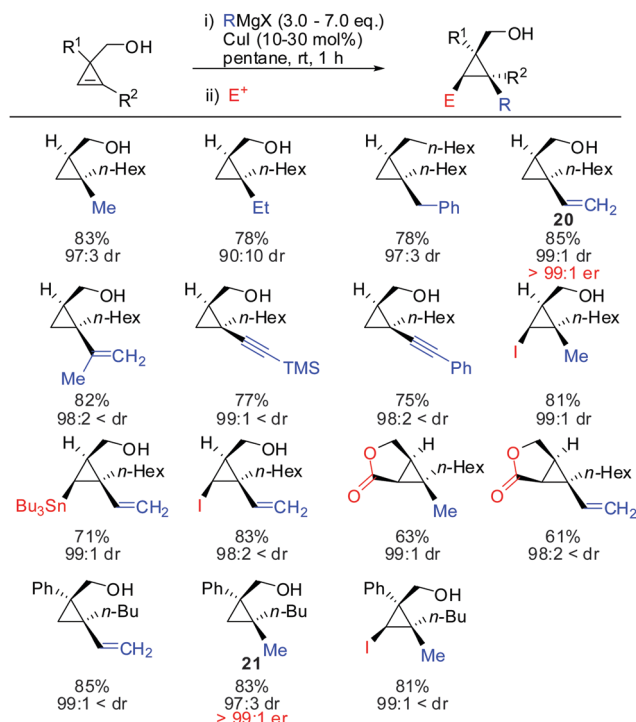 R¹ OH
R²
i) RMgX (3.0 - 7.0 eq.)
CuI (10-30 mol%)
pentane, rt, 1 h
ii) E⁺
R¹ OH
R²
E R
H OH
n-Hex
Me
83%
97:3 dr
H OH
n-Hex
Et
78%
90:10 dr
H n-Hex
n-Hex
Ph
78%
97:3 dr
H OH
n-Hex
CH₂
20
85%
99:1 dr
> 99:1 er
H OH
n-Hex
CH₂
Me
82%
98:2 < dr
H OH
n-Hex
TMS
77%
99:1 < dr
H OH
n-Hex
Ph
75%
98:2 < dr
H OH
n-Hex
I Me
81%
99:1 dr
H OH
n-Hex
Bu₃Sn CH₂
71%
99:1 dr
H OH
n-Hex
I CH₂
83%
98:2 < dr
O H
n-Hex
O Me
63%
99:1 dr
O H
n-Hex
O CH₂
61%
98:2 < dr
Ph OH
n-Bu
CH₂
85%
99:1 < dr
Ph OH
n-Bu
Me
21
83%
97:3 dr
> 99:1 er
Ph OH
n-Bu
I Me
81%
99:1 < dr